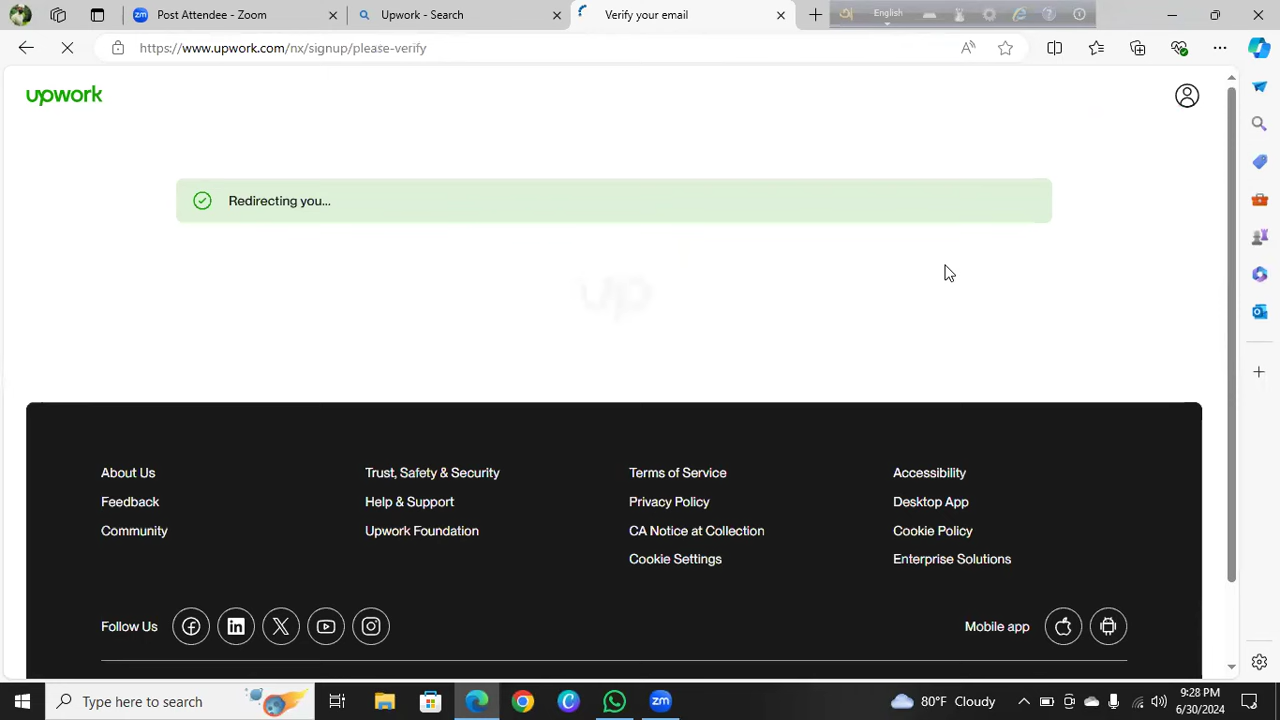 Post Attendee - Zoom
Upwork - Search
Verify your email
English
https://www.upwork.com/nx/signup/please-verify
upwork
Redirecting you...
up
About Us
Trust, Safety & Security
Terms of Service
Accessibility
Feedback
Help & Support
Privacy Policy
Desktop App
Community
Upwork Foundation
CA Notice at Collection
Cookie Policy
Cookie Settings
Enterprise Solutions
Follow Us
Mobile app
Type here to search
80°F Cloudy
9:28 PM
6/30/2024